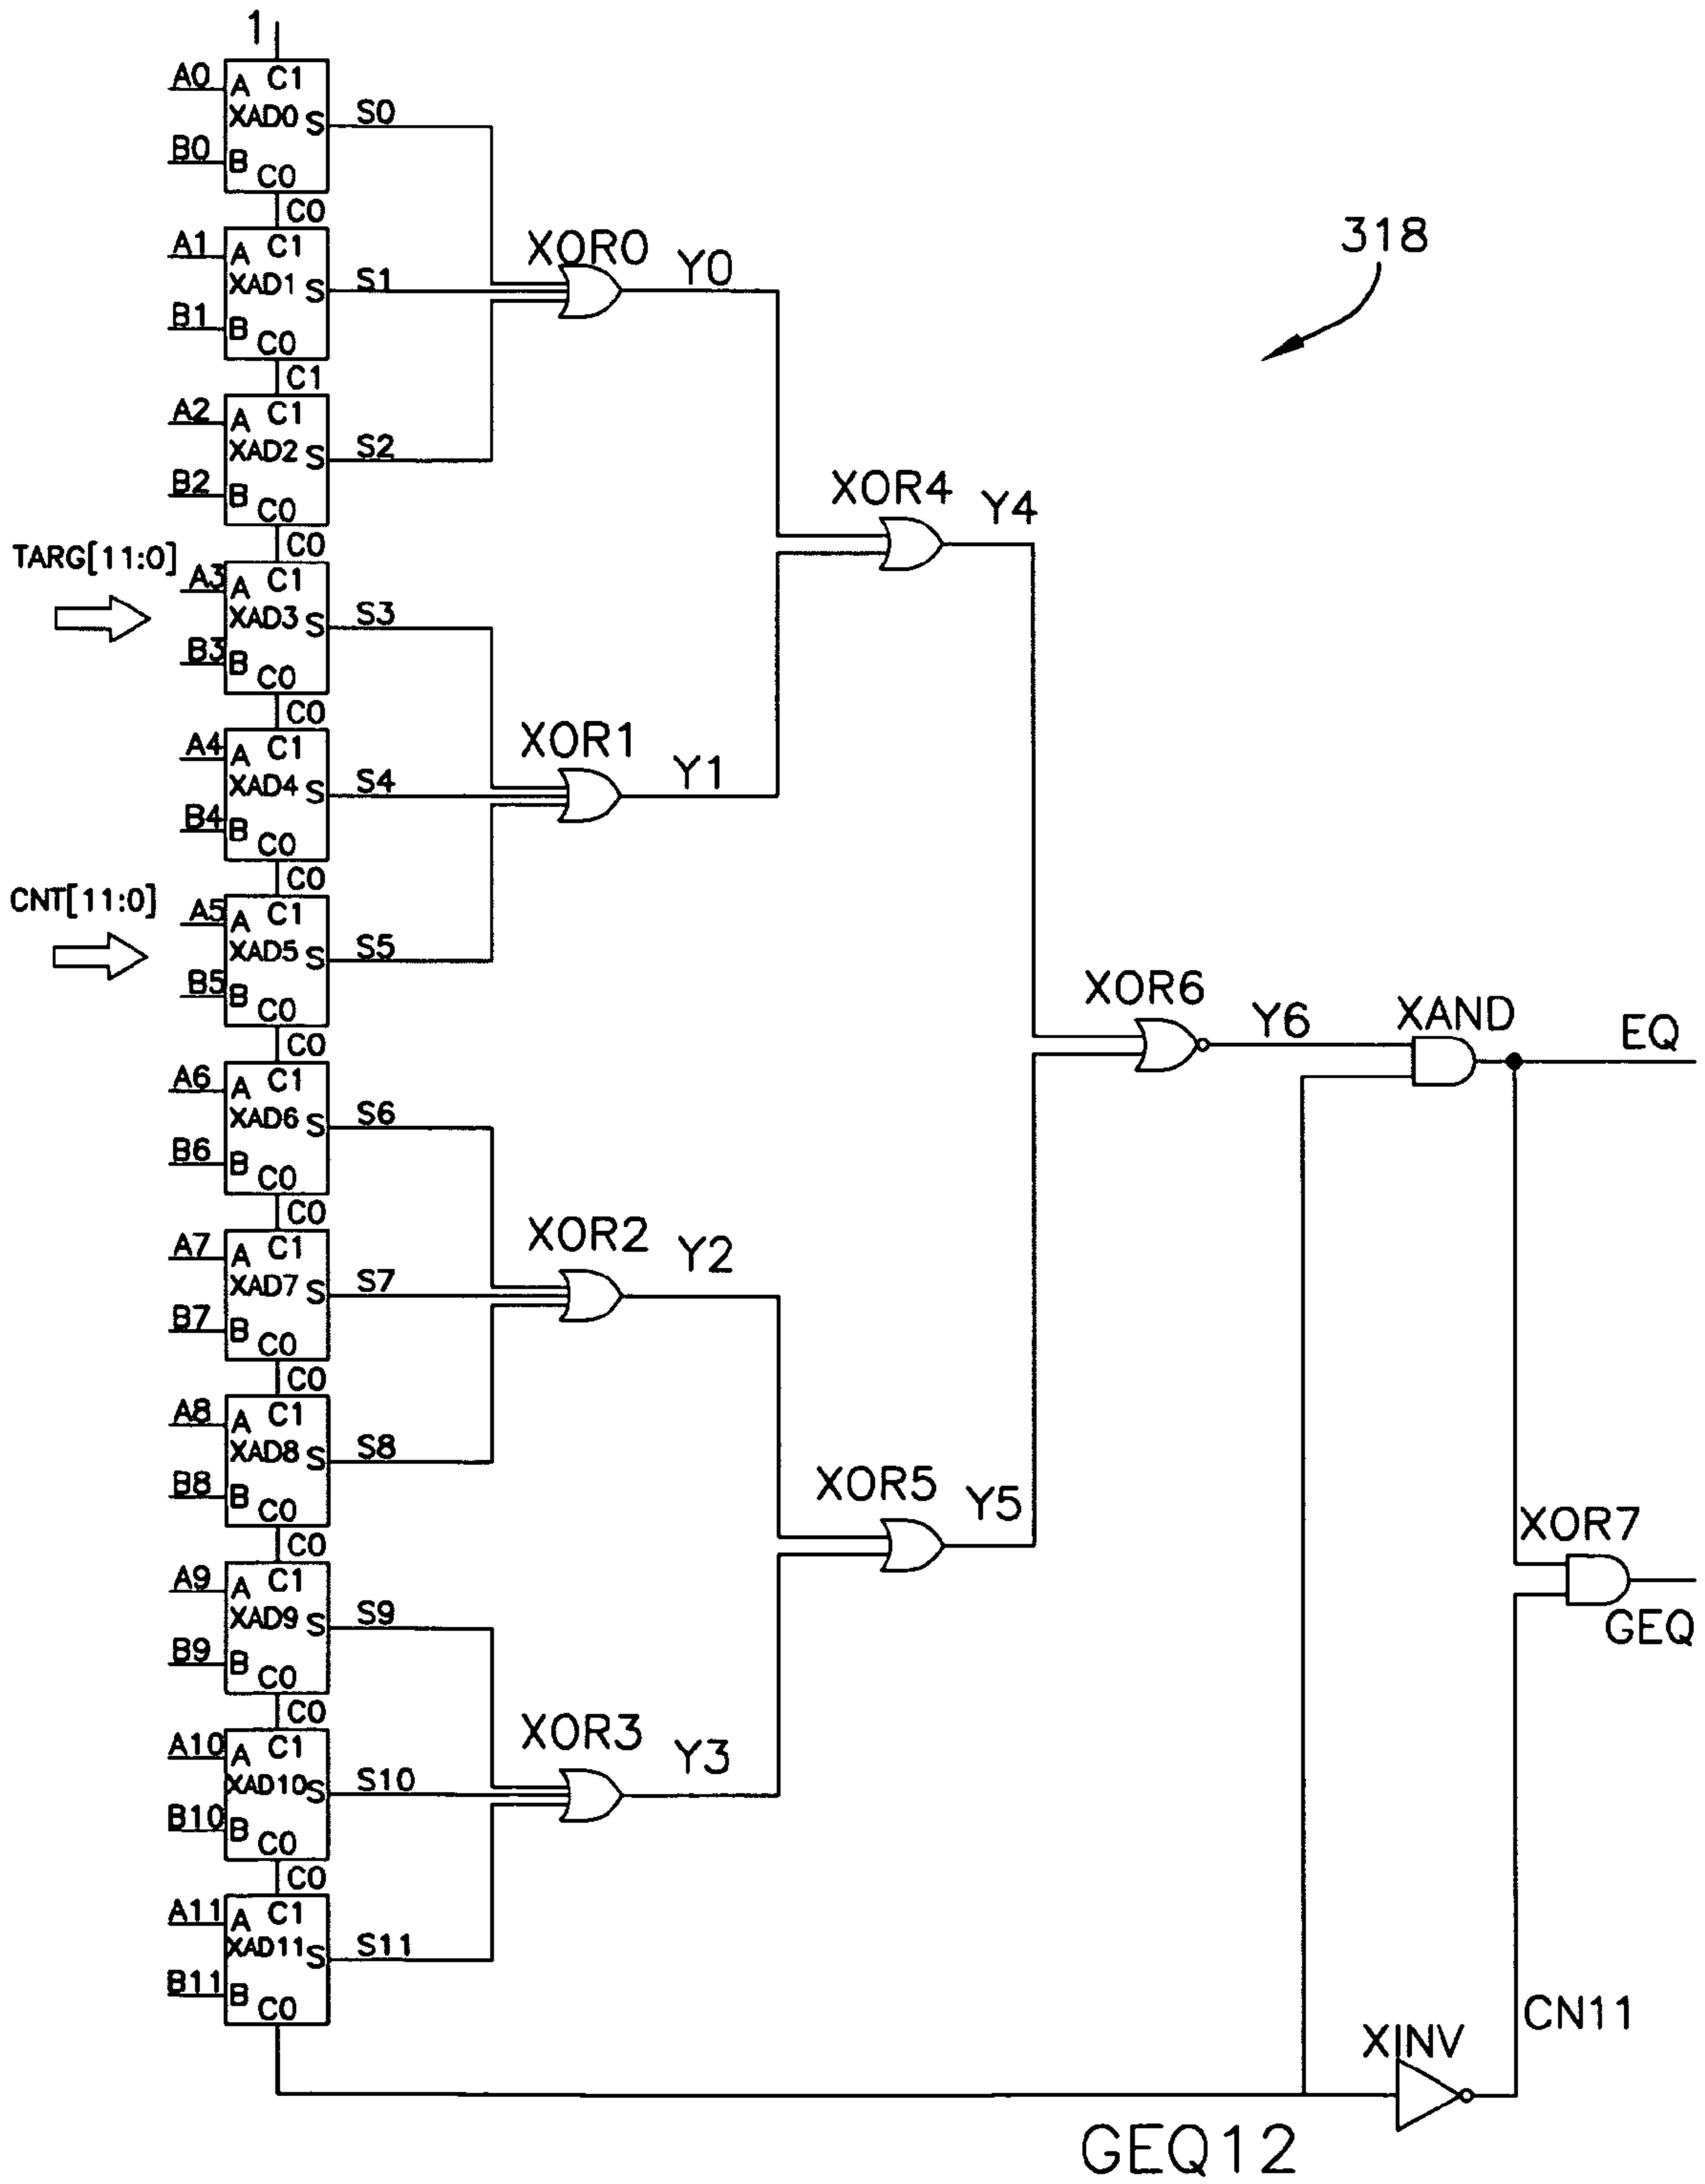 1
A0 A C1
XAD0 S S0
B0 B C0
C0
A1 A C1
XAD1 S S1
B1 B C0
C1
A2 A C1
XAD2 S S2
B2 B C0
C0
TARG[11:0]
A3 A C1
XAD3 S S3
B3 B C0
C0
A4 A C1
XAD4 S S4
B4 B C0
C0
CNT[11:0]
A5 A C1
XAD5 S S5
B5 B C0
C0
A6 A C1
XAD6 S S6
B6 B C0
C0
A7 A C1
XAD7 S S7
B7 B C0
C0
A8 A C1
XAD8 S S8
B8 B C0
C0
A9 A C1
XAD9 S S9
B9 B C0
C0
A10 A C1
XAD10 S S10
B10 B C0
C0
A11 A C1
XAD11 S S11
B11 B C0
XOR0 Y0
XOR1 Y1
XOR2 Y2
XOR3 Y3
XOR4 Y4
XOR5 Y5
318
XOR6 Y6
XAND
EQ
XOR7
GEQ
CN11
XINV
GEQ12